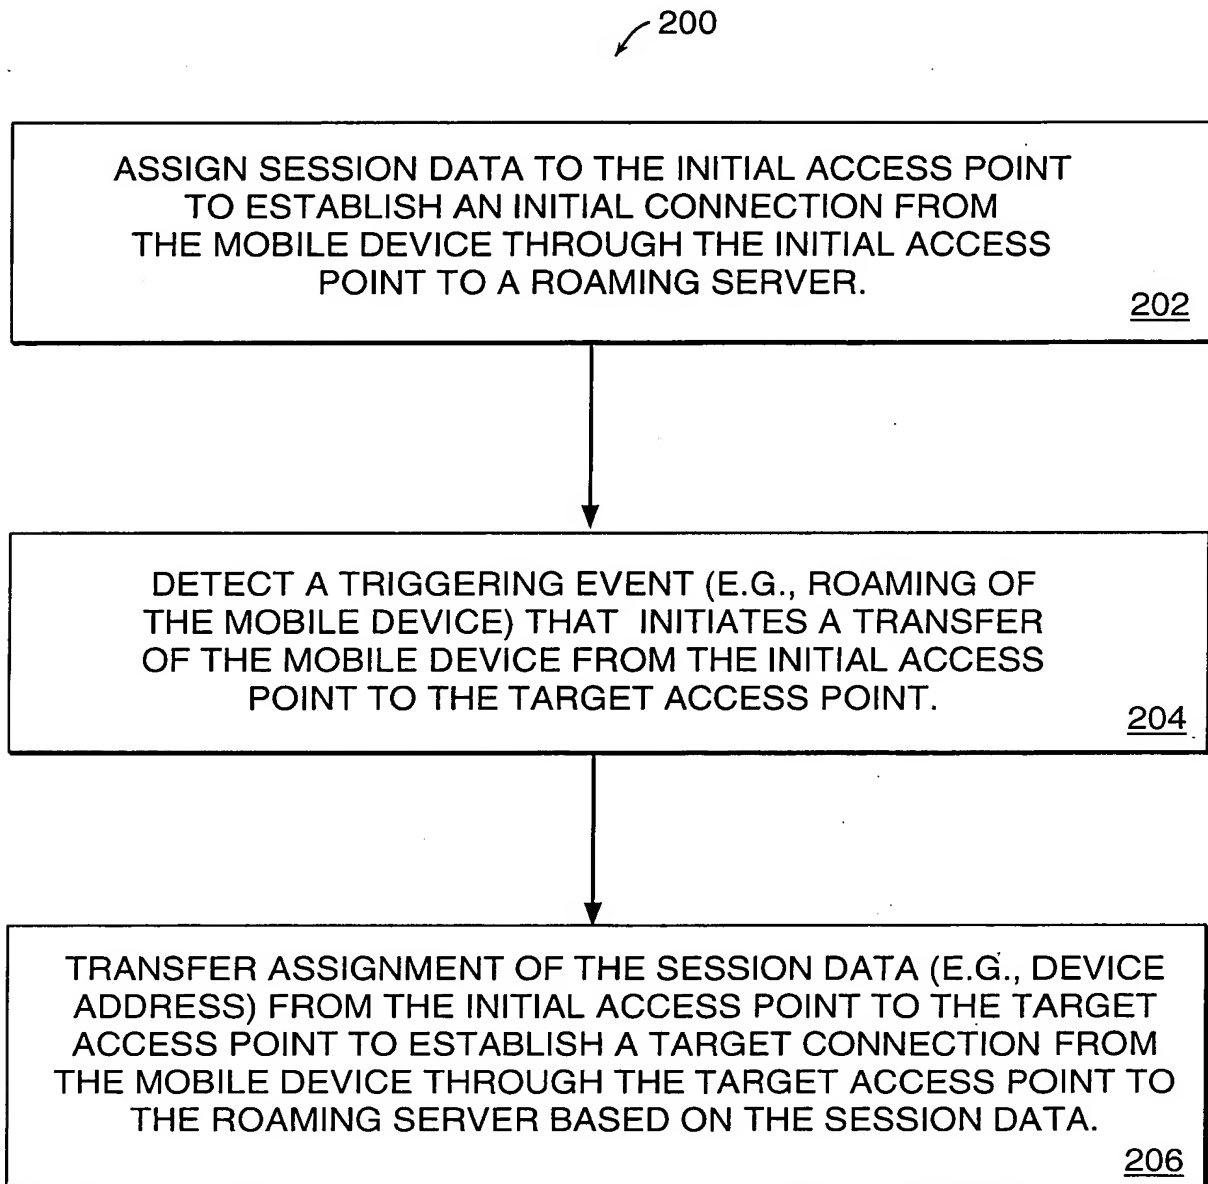 200
ASSIGN SESSION DATA TO THE INITIAL ACCESS POINT
TO ESTABLISH AN INITIAL CONNECTION FROM
THE MOBILE DEVICE THROUGH THE INITIAL ACCESS
POINT TO A ROAMING SERVER.
202
DETECT A TRIGGERING EVENT (E.G., ROAMING OF
THE MOBILE DEVICE) THAT INITIATES A TRANSFER
OF THE MOBILE DEVICE FROM THE INITIAL ACCESS
POINT TO THE TARGET ACCESS POINT.
204
TRANSFER ASSIGNMENT OF THE SESSION DATA (E.G., DEVICE
ADDRESS) FROM THE INITIAL ACCESS POINT TO THE TARGET
ACCESS POINT TO ESTABLISH A TARGET CONNECTION FROM
THE MOBILE DEVICE THROUGH THE TARGET ACCESS POINT TO
THE ROAMING SERVER BASED ON THE SESSION DATA.
206